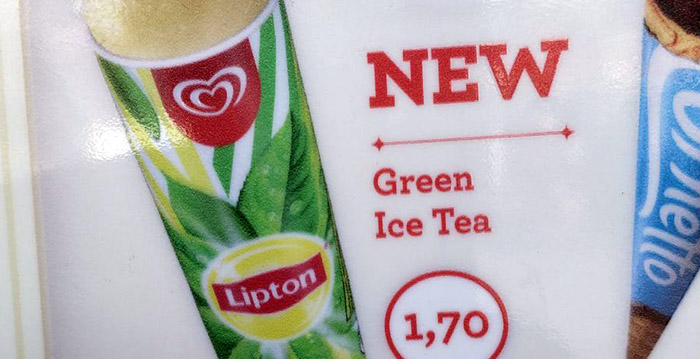 NEW
Green
Ice Tea
1,70
Lipton